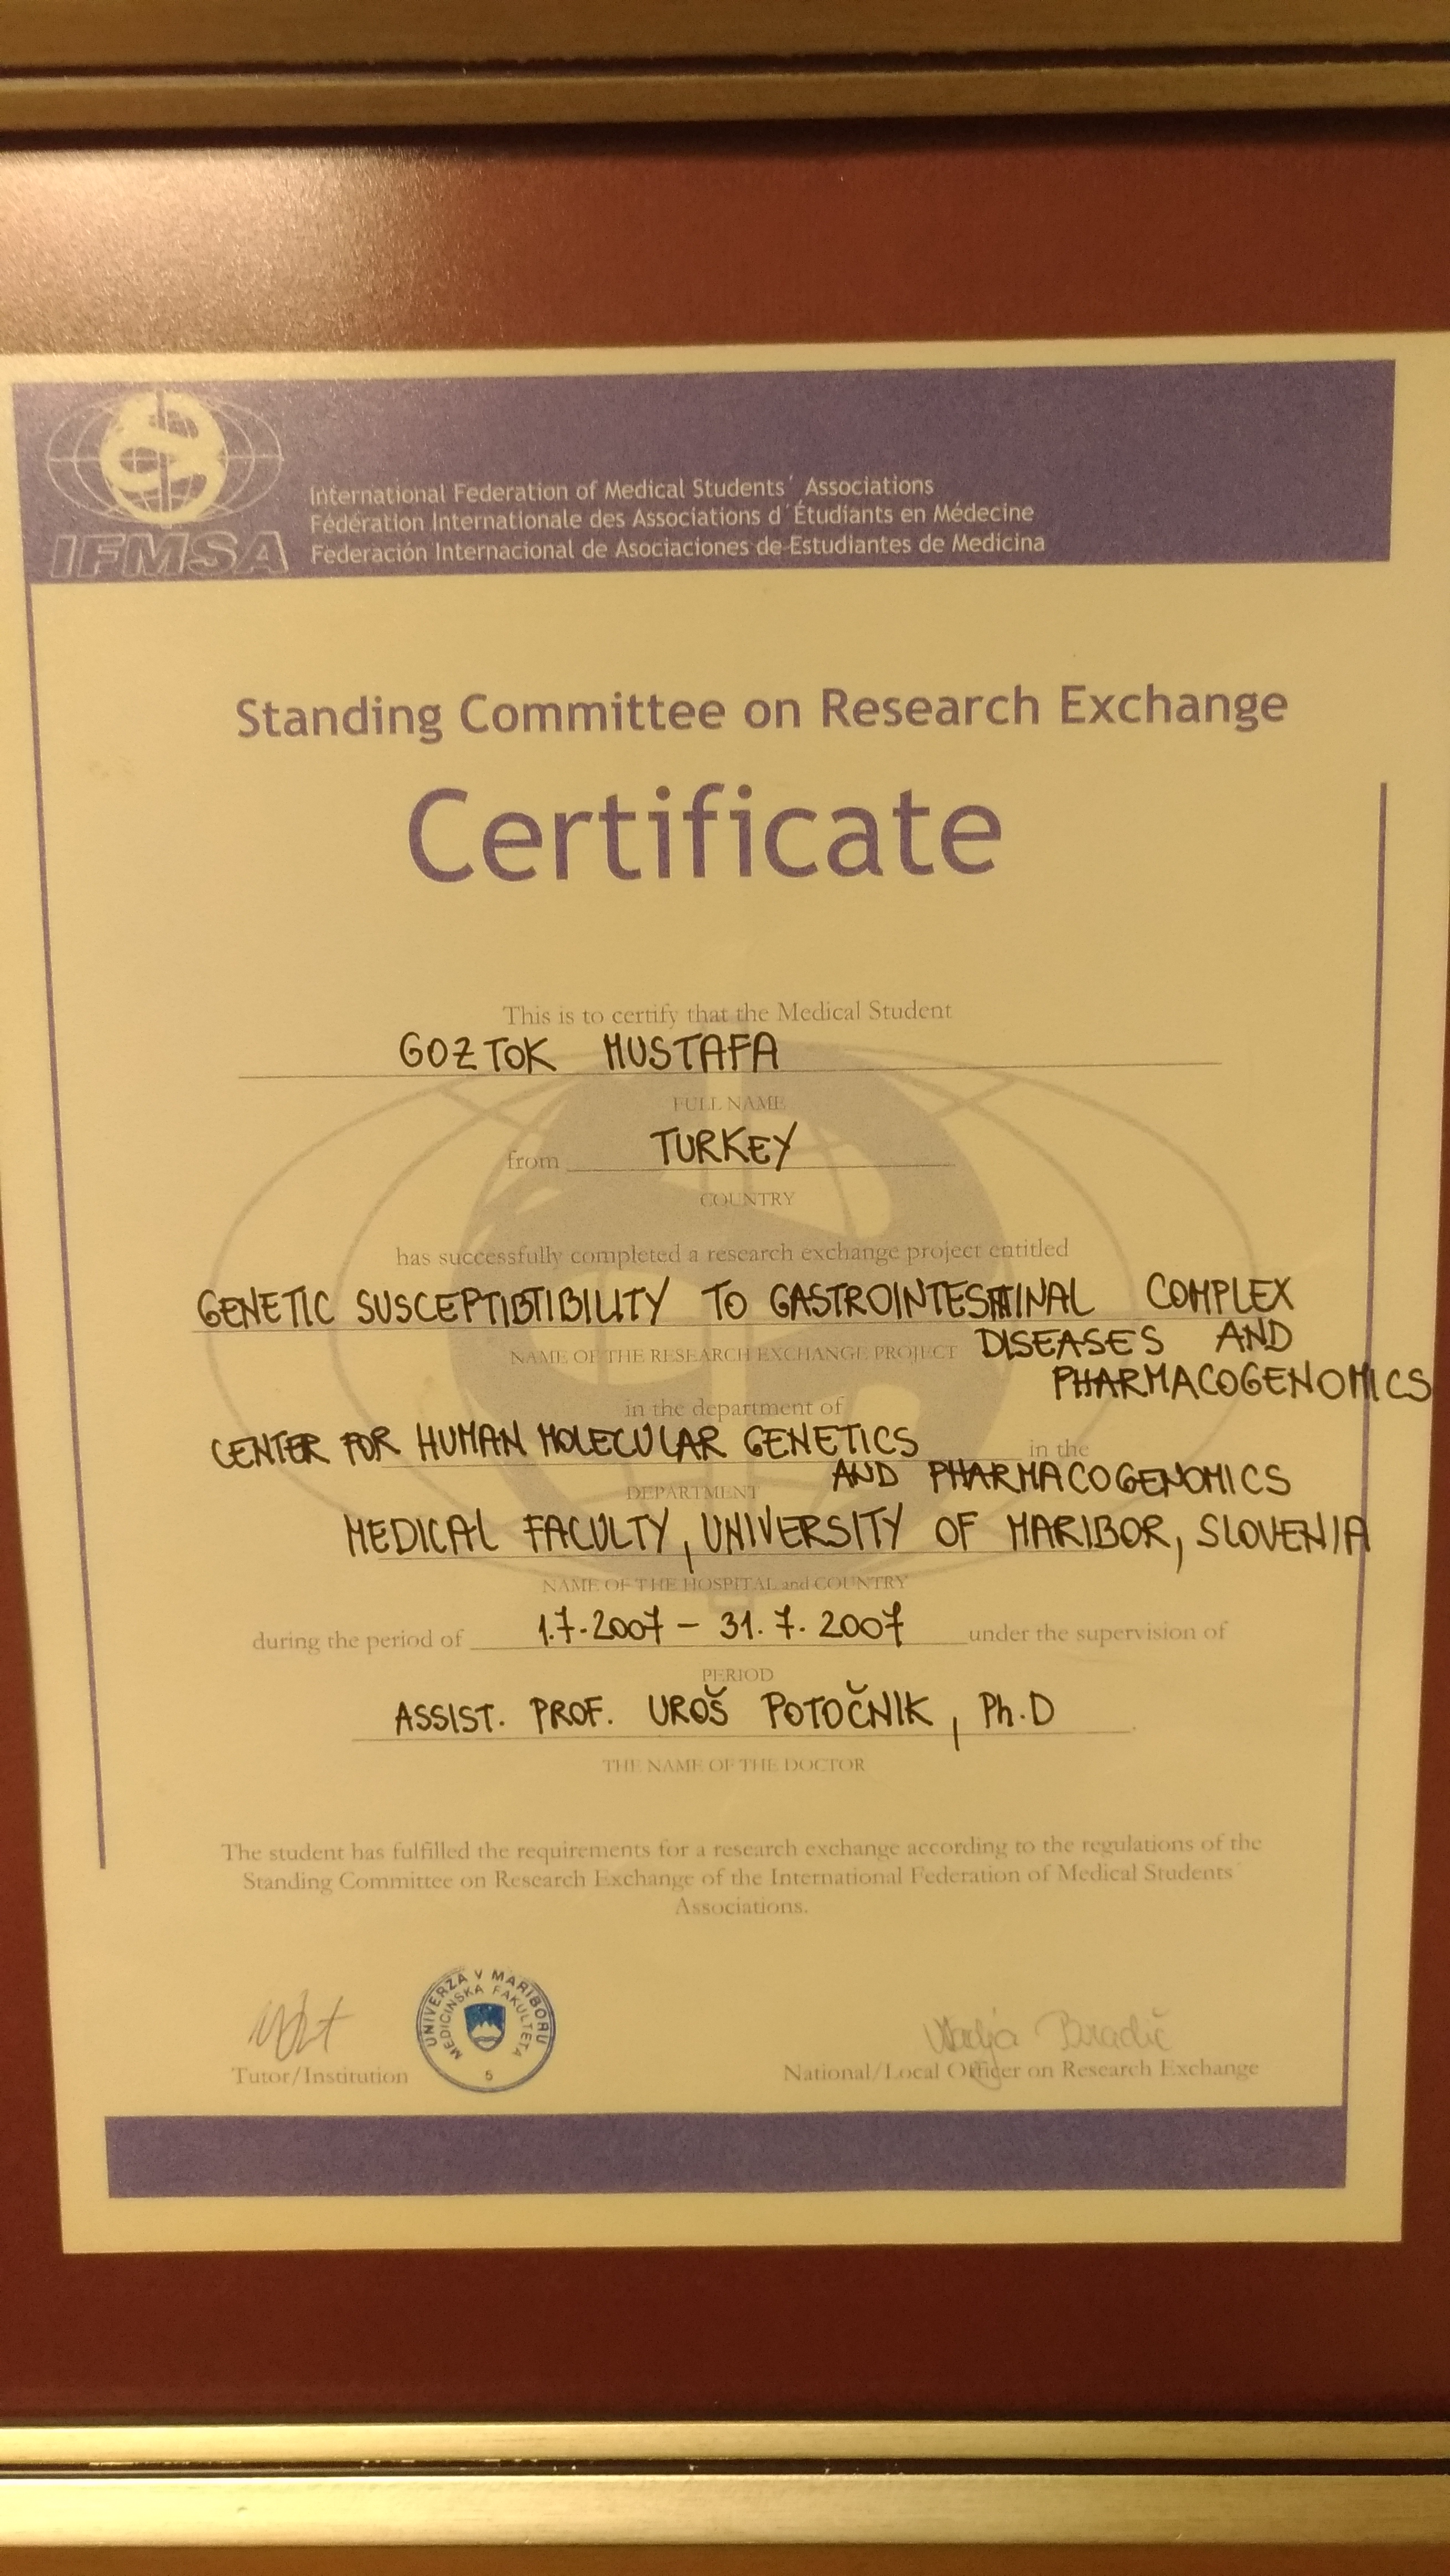 IFMSA
International Federation of Medical Students´ Associations
Fédération Internationale des Associations d´Étudiants en Médecine
Federación Internacional de Asociaciones de Estudiantes de Medicina
Standing Committee on Research Exchange
Certificate
This is to certify that the Medical Student
GOZTOK MUSTAFA
FULL NAME
from TURKEY
COUNTRY
has successfully completed a research exchange project entitled
GENETIC SUSCEPTIBTIBILITY TO GASTROINTESTINAL COMPLEX
NAME OF THE RESEARCH EXCHANGE PROJECT DISEASES AND
PHARMACOGENOMICS
in the department of
CENTER FOR HUMAN MOLECULAR GENETICS in the
AND PHARMACOGENOMICS
DEPARTMENT
MEDICAL FACULTY, UNIVERSITY OF MARIBOR, SLOVENIA
NAME OF THE HOSPITAL and COUNTRY
during the period of 1.7.2007 - 31.7.2007 under the supervision of
PERIOD
ASSIST. PROF. UROŠ POTOČNIK, Ph.D
THE NAME OF THE DOCTOR
The student has fulfilled the requirements for a research exchange according to the regulations of the
Standing Committee on Research Exchange of the International Federation of Medical Students´
Associations.
UNIVERZA V MARIBORU
MEDICINSKA FAKULTETA
5
Bradič
Tutor/Institution
National/Local Officer on Research Exchange